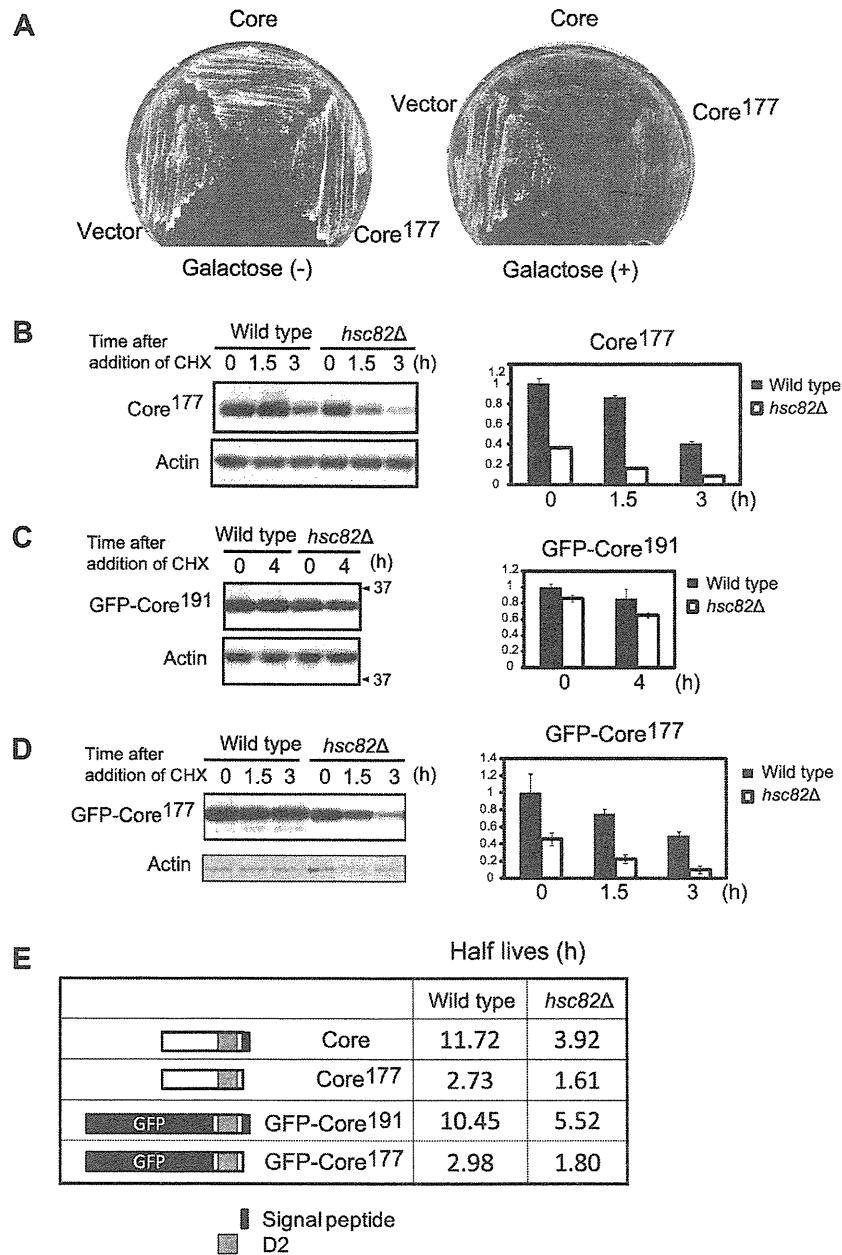 A
Core
Core
Vector
Core177
Vector
Core177
Galactose (-)
Galactose (+)
B
Time after
addition of CHX
Wild type
hsc82Δ
0 1.5 3 0 1.5 3 (h)
Core177
Actin
Core177
1.2
1
0.8
0.6
0.4
0.2
0
0 1.5 3 (h)
Wild type
hsc82Δ
C
Time after
addition of CHX
Wild type hsc82Δ
0 4 0 4 (h)
37
GFP-Core191
Actin
37
GFP-Core191
1.2
1
0.8
0.6
0.4
0.2
0
0 4 (h)
Wild type
hsc82Δ
D
Time after
addition of CHX
Wild type hsc82Δ
0 1.5 3 0 1.5 3 (h)
GFP-Core177
Actin
GFP-Core177
1.4
1.2
1
0.8
0.6
0.4
0.2
0
0 1.5 3 (h)
Wild type
hsc82Δ
E
Half lives (h)
Wild type hsc82Δ
Core 11.72 3.92
Core177 2.73 1.61
GFP GFP-Core191 10.45 5.52
GFP GFP-Core177 2.98 1.80
Signal peptide
D2